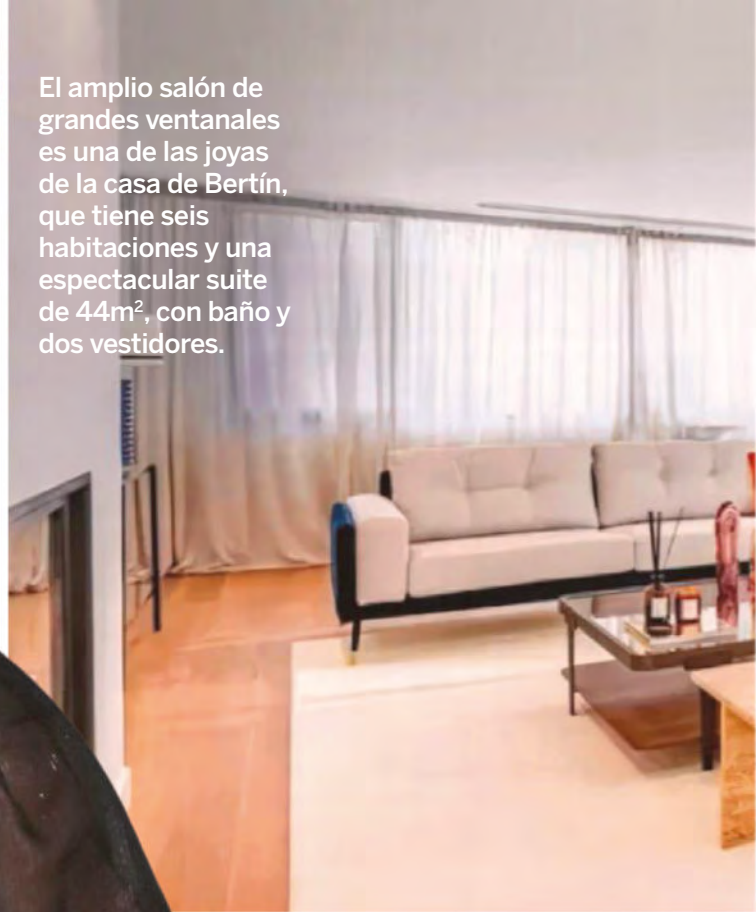 El amplio salón de
grandes ventanales
es una de las joyas
de la casa de Bertín,
que tiene seis
habitaciones y una
espectacular suite
de 44m², con baño y
dos vestidores.